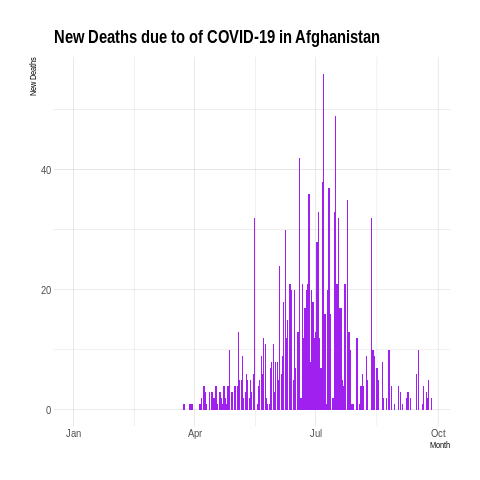 New Deaths due to of COVID-19 in Afghanistan
New Deaths
40
20
0
Jan Apr Jul Oct
Month